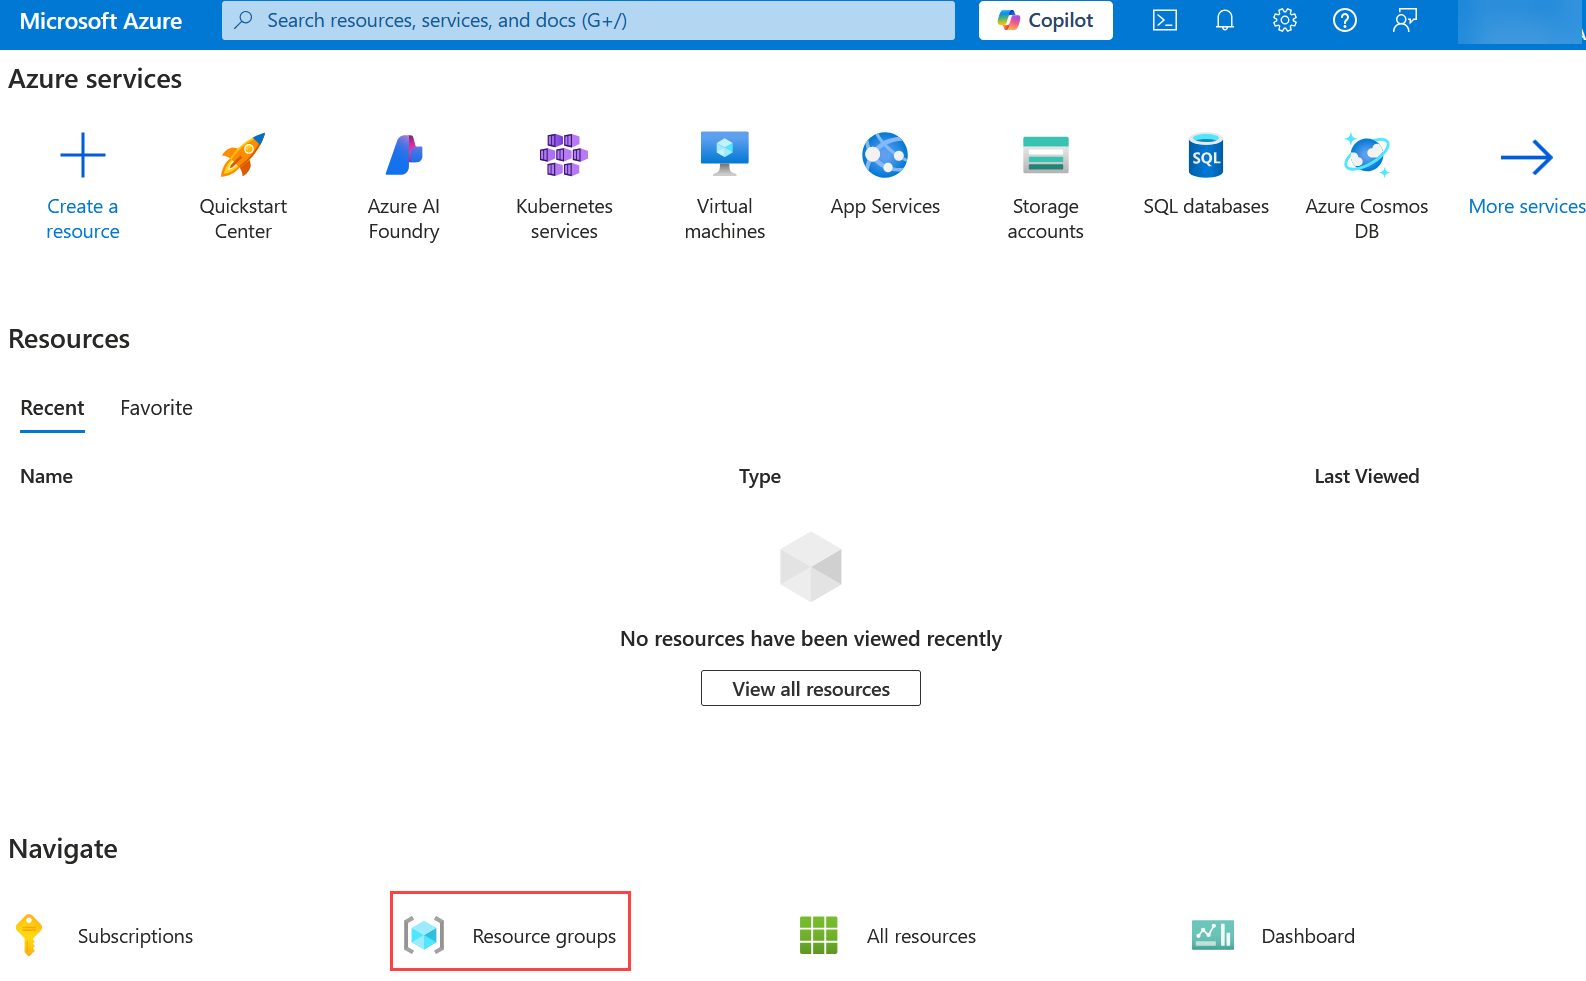 Microsoft Azure
Search resources, services, and docs (G+/)
Copilot
Azure services
Create a
resource
Quickstart
Center
Azure AI
Foundry
Kubernetes
services
Virtual
machines
App Services
Storage
accounts
SQL
SQL databases
Azure Cosmos
DB
More services
Resources
Recent
Favorite
Name
Type
Last Viewed
No resources have been viewed recently
View all resources
Navigate
Subscriptions
Resource groups
All resources
Dashboard